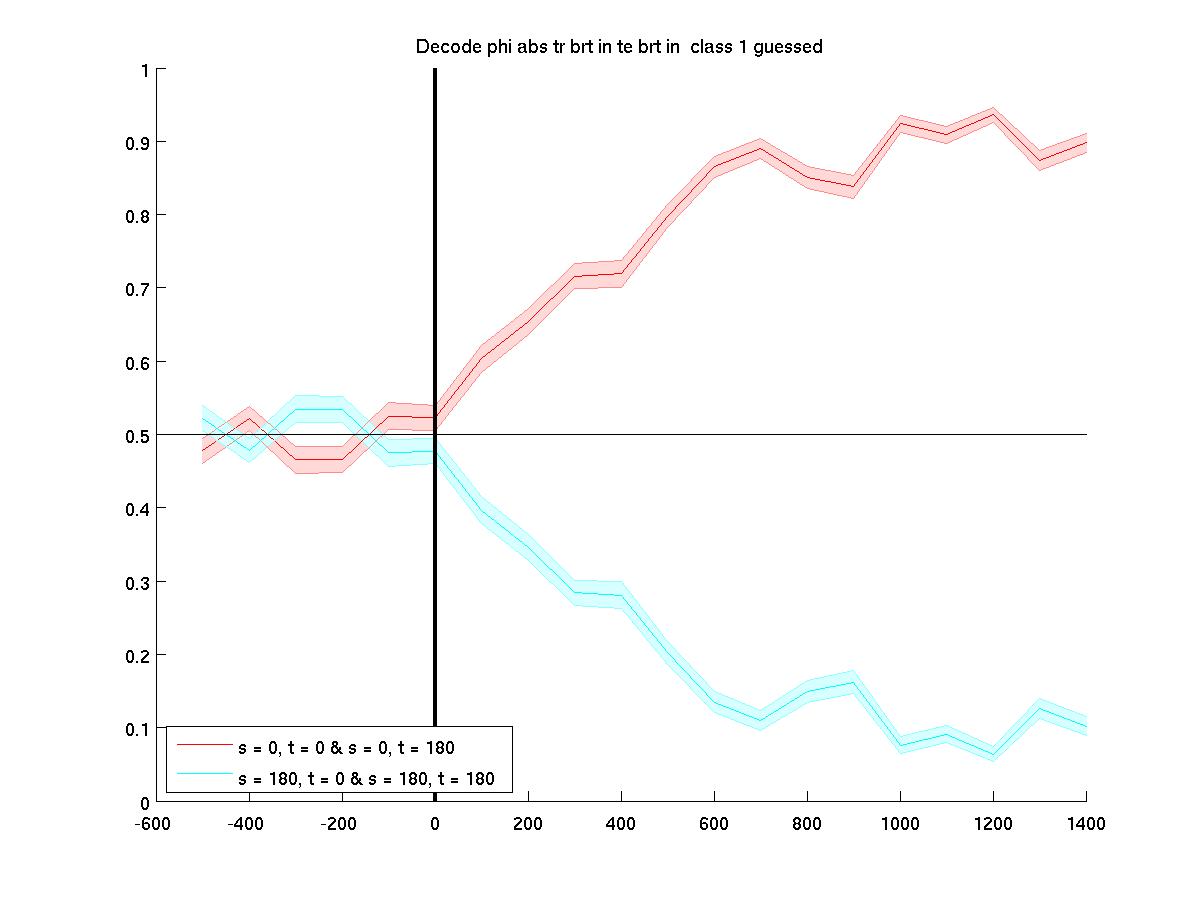 Decode phi abs tr brt in te brt in  class 1 guessed
1
0.9
0.8
0.7
0.6
0.5
0.4
0.3
0.2
0.1
0
s = 0, t = 0 & s = 0, t = 180
s = 180, t = 0 & s = 180, t = 180
-600 -400 -200 0 200 400 600 800 1000 1200 1400